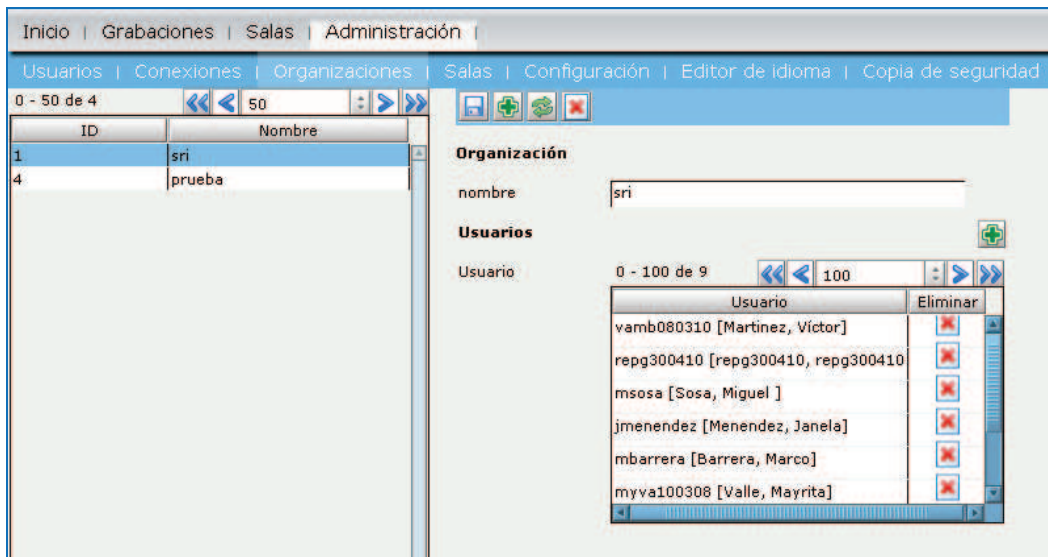 Inicio | Grabaciones | Salas | Administración |
Usuarios | Conexiones | Organizaciones | Salas | Configuración | Editor de idioma | Copia de seguridad
0 - 50 de 4 50
ID Nombre
1 sri
4 prueba
Organización
nombre sri
Usuarios
Usuario 0 - 100 de 9 100
Usuario Eliminar
vamb080310 [Martinez, Víctor]
repg300410 [repg300410, repg300410
msosa [Sosa, Miguel ]
jmenendez [Menendez, Janela]
mbarrera [Barrera, Marco]
myva100308 [Valle, Mayrita]